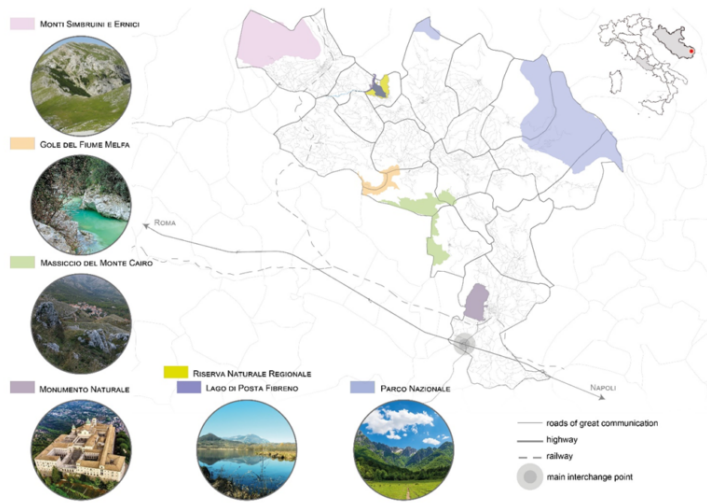 MONTI SIMBRUINI E ERNICI
GOLE DEL FIUME MELFA
ROMA
MASSICCIO DEL MONTE CAIRO
RISERVA NATURALE REGIONALE
MONUMENTO NATURALE
LAGO DI POSTA FIBRENO
PARCO NAZIONALE
NAPOLI
roads of great communication
highway
railway
main interchange point